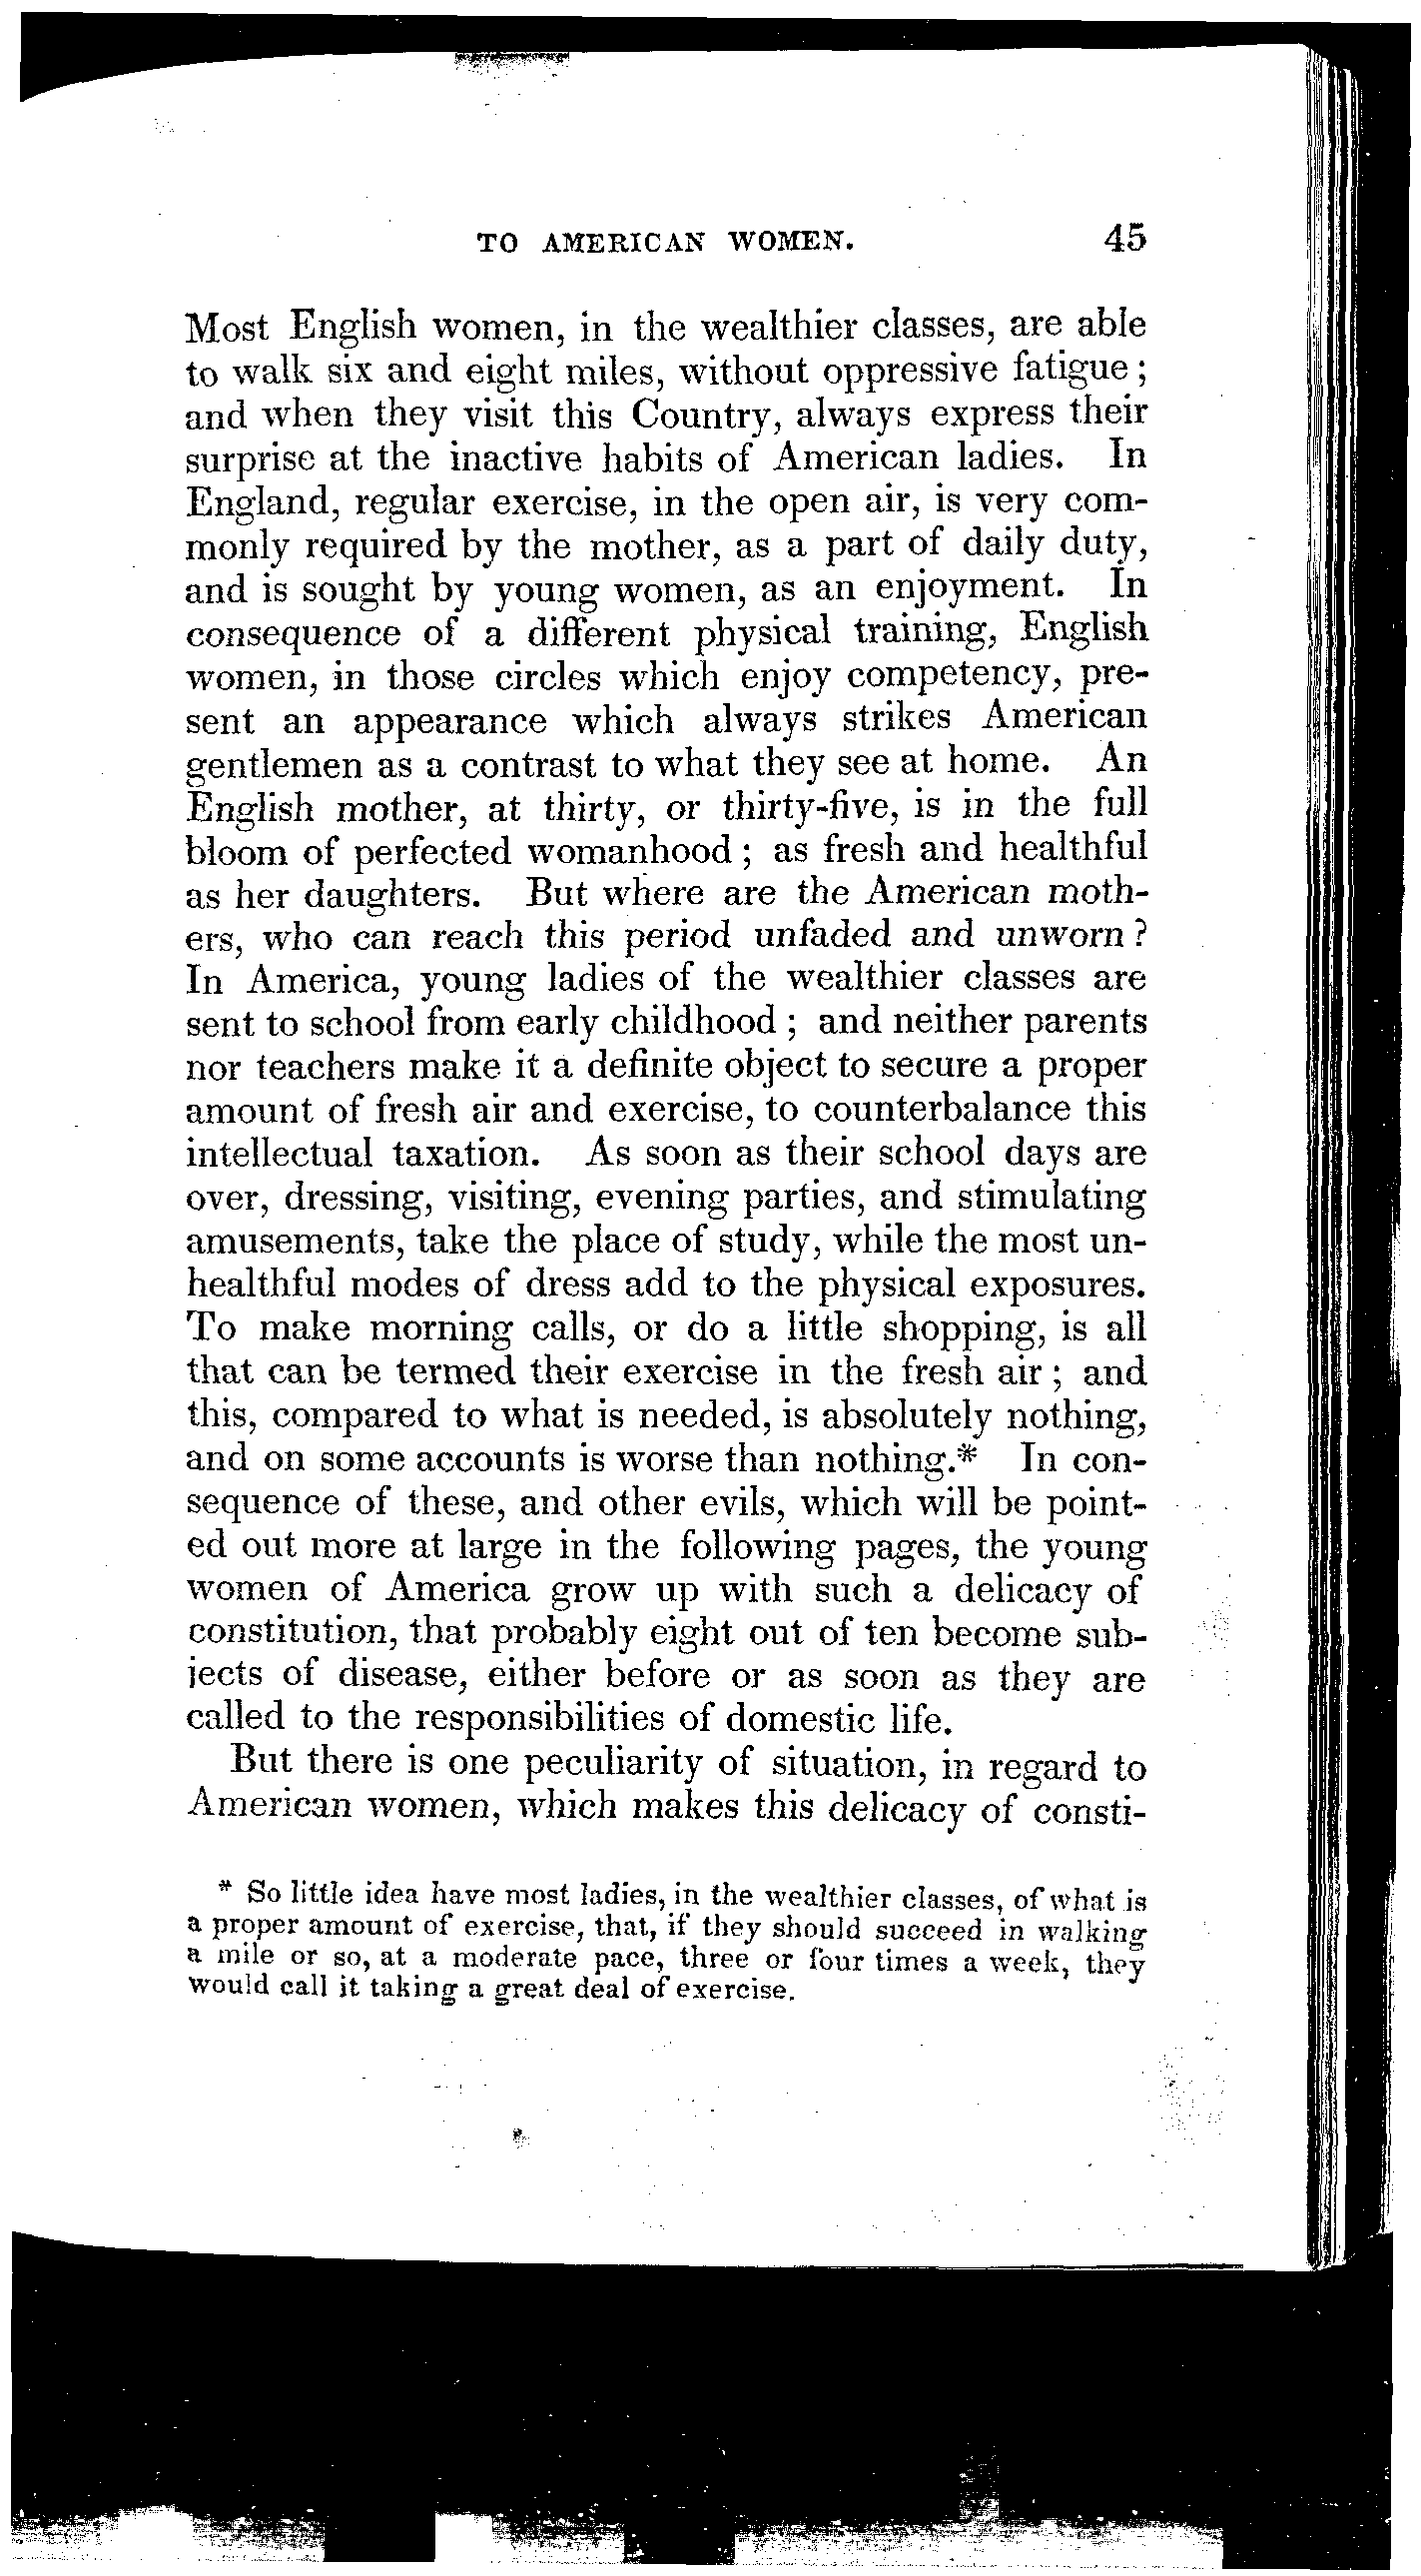 TO AMERICAN WOMEN. 45
Most English women, in the wealthier classes, are able
to walk six and eight miles, without oppressive fatigue;
and when they visit this Country, always express their
surprise at the inactive habits of American ladies. In
England, regular exercise, in the open air, is very com-
monly required by the mother, as a part of daily duty,
and is sought by young women, as an enjoyment. In
consequence of a different physical training, English
women, in those circles which enjoy competency, pre-
sent an appearance which always strikes American
gentlemen as a contrast to what they see at home. An
English mother, at thirty, or thirty-five, is in the full
bloom of perfected womanhood; as fresh and healthful
as her daughters. But where are the American moth-
ers, who can reach this period unfaded and unworn?
In America, young ladies of the wealthier classes are
sent to school from early childhood; and neither parents
nor teachers make it a definite object to secure a proper
amount of fresh air and exercise, to counterbalance this
intellectual taxation. As soon as their school days are
over, dressing, visiting, evening parties, and stimulating
amusements, take the place of study, while the most un-
healthful modes of dress add to the physical exposures.
To make morning calls, or do a little shopping, is all
that can be termed their exercise in the fresh air; and
this, compared to what is needed, is absolutely nothing,
and on some accounts is worse than nothing.* In con-
sequence of these, and other evils, which will be point-
ed out more at large in the following pages, the young
women of America grow up with such a delicacy of
constitution, that probably eight out of ten become sub-
jects of disease, either before or as soon as they are
called to the responsibilities of domestic life.
But there is one peculiarity of situation, in regard to
American women, which makes this delicacy of consti-
* So little idea have most ladies, in the wealthier classes, of what is
a proper amount of exercise, that, if they should succeed in walking
a mile or so, at a moderate pace, three or four times a week, they
would call it taking a great deal of exercise.